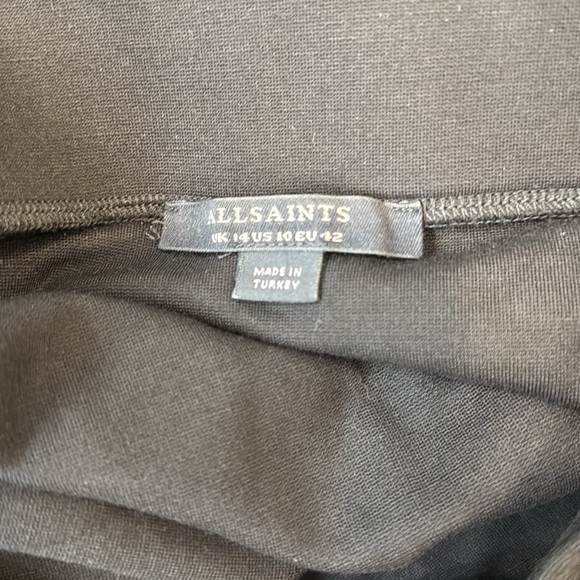 ALLSAINTS
UK 14 US 10 EU 42
MADE IN
TURKEY